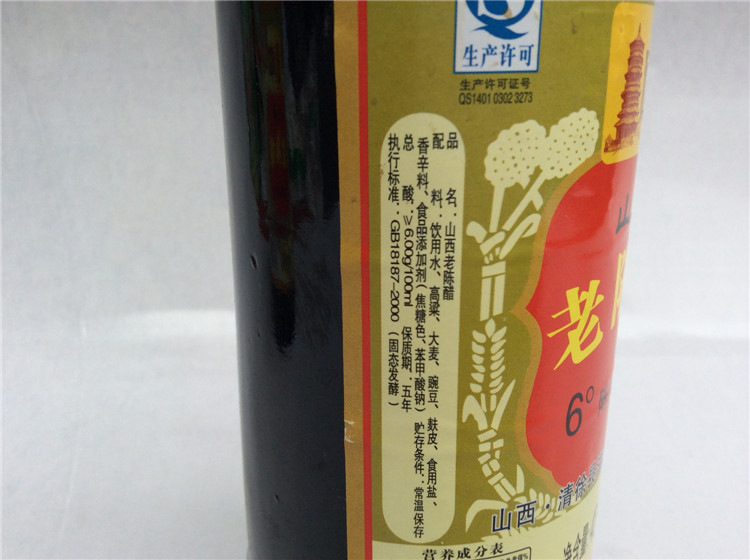 生产许可
生产许可证号
QS1401 0302 3273
品 名：山西老陈醋
配 料：饮用水、高粱、大麦、豌豆、麸皮、食用盐、
香辛料、食品添加剂（焦糖色、苯甲酸钠） 贮存条件：常温保存
总 酸：≥6.00g/100ml 保质期：五年
执行标准：GB18187-2000（固态发酵）
老
6°
山西·清徐
净含量
营养成分表